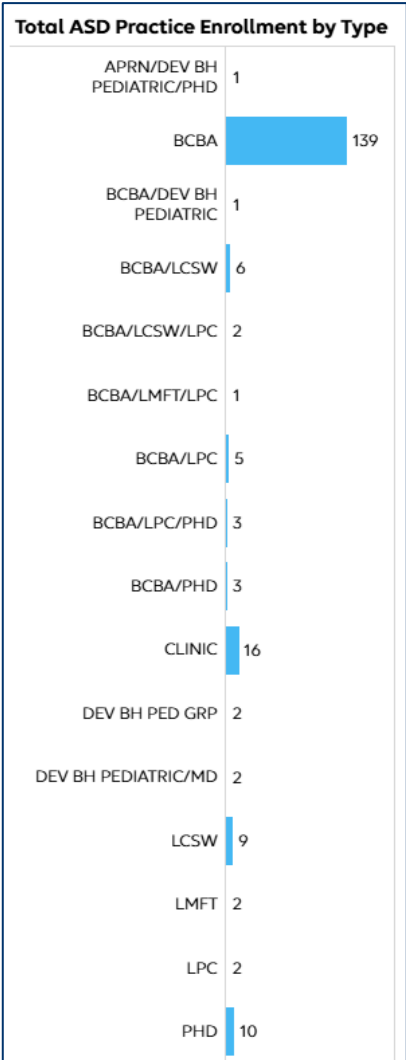 Total ASD Practice Enrollment by Type
APRN/DEV BH
PEDIATRIC/PHD 1
BCBA 139
BCBA/DEV BH
PEDIATRIC 1
BCBA/LCSW 6
BCBA/LCSW/LPC 2
BCBA/LMFT/LPC 1
BCBA/LPC 5
BCBA/LPC/PHD 3
BCBA/PHD 3
CLINIC 16
DEV BH PED GRP 2
DEV BH PEDIATRIC/MD 2
LCSW 9
LMFT 2
LPC 2
PHD 10